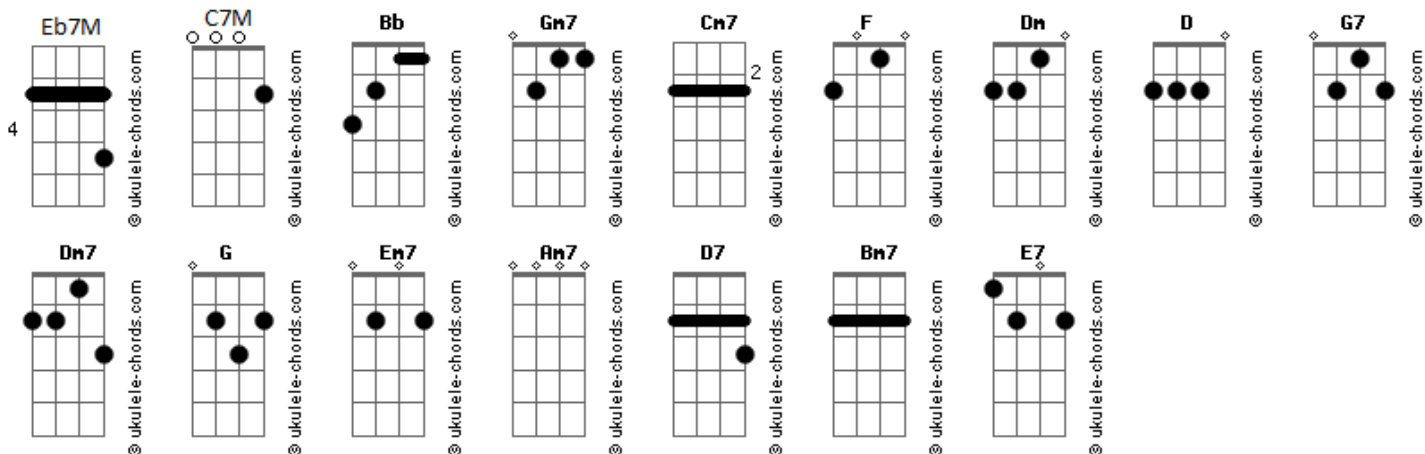 Eb7M C7M Bb Gm7 Cm7 F Dm D G7
4 2
© ukulele-chords.com © ukulele-chords.com © ukulele-chords.com © ukulele-chords.com © ukulele-chords.com © ukulele-chords.com © ukulele-chords.com © ukulele-chords.com © ukulele-chords.com
Dm7 G Em7 Am7 D7 Bm7 E7
© ukulele-chords.com © ukulele-chords.com © ukulele-chords.com © ukulele-chords.com © ukulele-chords.com © ukulele-chords.com © ukulele-chords.com